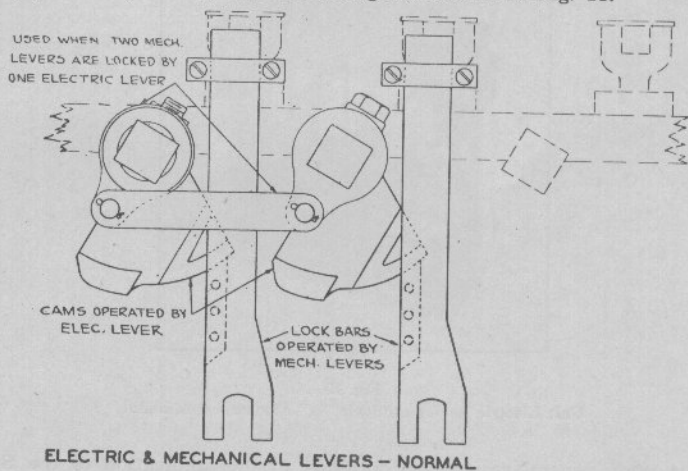 USED WHEN TWO MECH.
LEVERS ARE LOCKED BY
ONE ELECTRIC LEVER
CAMS OPERATED BY
ELEC. LEVER
LOCK BARS
OPERATED BY
MECH. LEVERS
ELECTRIC & MECHANICAL LEVERS – NORMAL